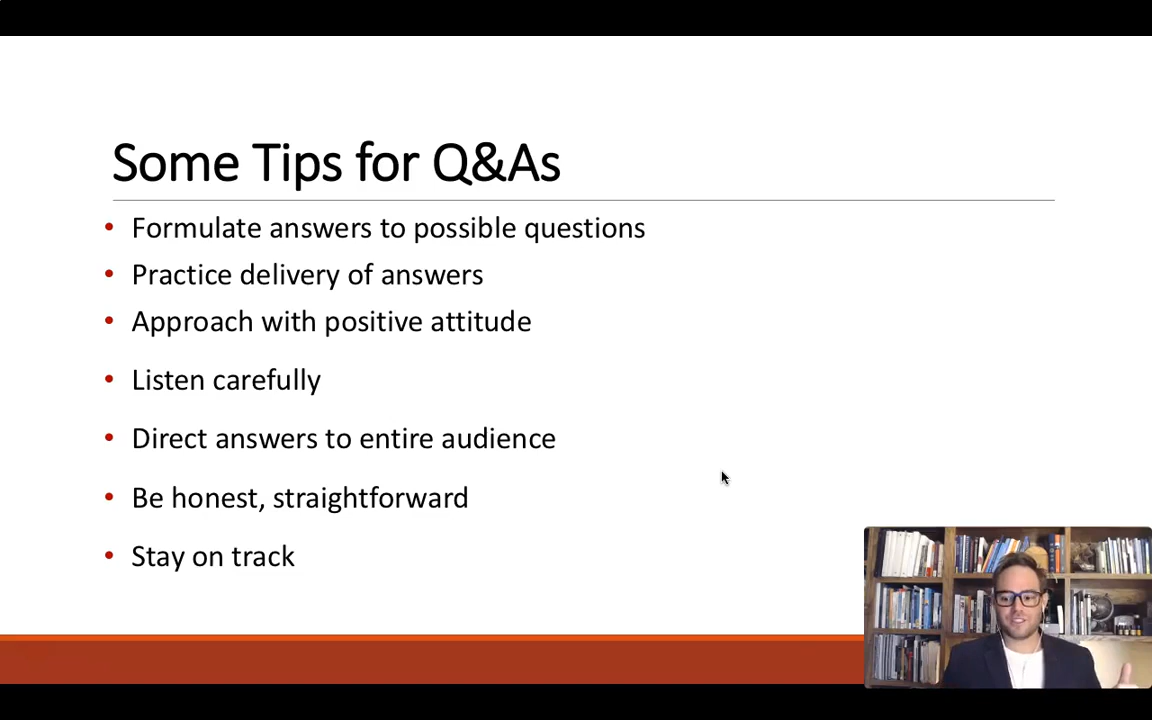 Some Tips for Q&As
• Formulate answers to possible questions
• Practice delivery of answers
• Approach with positive attitude
• Listen carefully
• Direct answers to entire audience
• Be honest, straightforward
• Stay on track